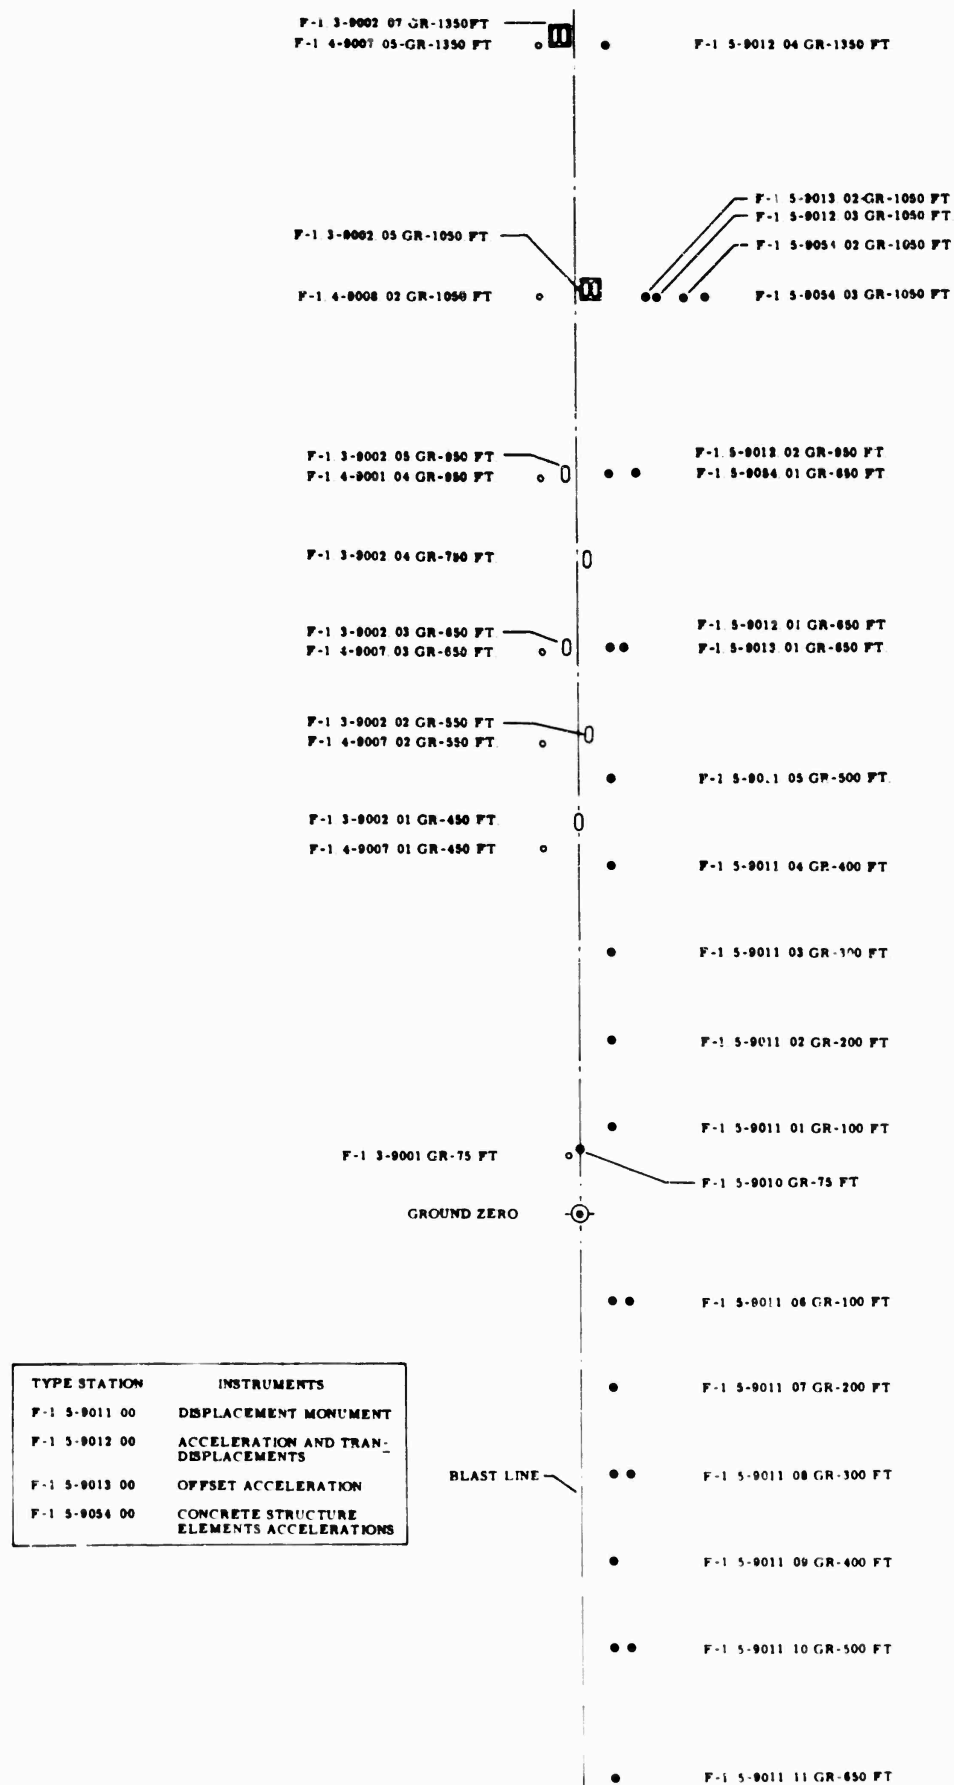 F-1 3-9002 07 GR-1350FT
F-1 4-9007 05-GR-1350 FT
F-1 5-9012 04 GR-1350 FT
F-1 5-9013 02-GR-1050 FT
F-1 5-9012 03 GR-1050 FT
F-1 3-9002 05 GR-1050 FT
F-1 5-9054 02 GR-1050 FT
F-1 4-9008 02 GR-1050 FT
F-1 5-9054 03 GR-1050 FT
F-1 3-9002 05 GR-850 FT
F-1. 5-9012 02 GR-850 FT
F-1 4-9001 04 GR-850 FT
F-1 5-9054 01 GR-850 FT
F-1 3-9002 04 GR-750 FT
F-1 5-9012 01 GR-650 FT
F-1 3-9002 03 GR-650 FT
F-1 4-9007 03 GR-650 FT
F-1 5-9013 01 GR-650 FT
F-1 3-9002 02 GR-550 FT
F-1 4-9007 02 GR-550 FT
05 GR-500 FT
F-1 3-9002 01 GR-450 FT
F-1 4-9007 01 GR-450 FT
F-1 5-9011 04 GR-400 FT
F-1 5-9011 03 GR-300 FT
F-1 5-9011 02 GR-200 FT
F-1 5-9011 01 GR-100 FT
F-1 3-9001 GR-75 FT
F-1 5-9010 GR-75 FT
GROUND ZERO
F-1 5-9011 06 GR-100 FT
TYPE STATION INSTRUMENTS
F-1 5-9011 00 DISPLACEMENT MONUMENT
F-1 5-9012 00 ACCELERATION AND TRAN-
DISPLACEMENTS
F-1 5-9013 00 OFFSET ACCELERATION
F-1 5-9054 00 CONCRETE STRUCTURE
ELEMENTS ACCELERATIONS
F-1 5-9011 07 GR-200 FT
BLAST LINE
F-1 5-9011 08 GR-300 FT
F-1 5-9011 09 GR-400 FT
F-1 5-9011 10 GR-500 FT
F-1 5-9011 11 GR-650 FT